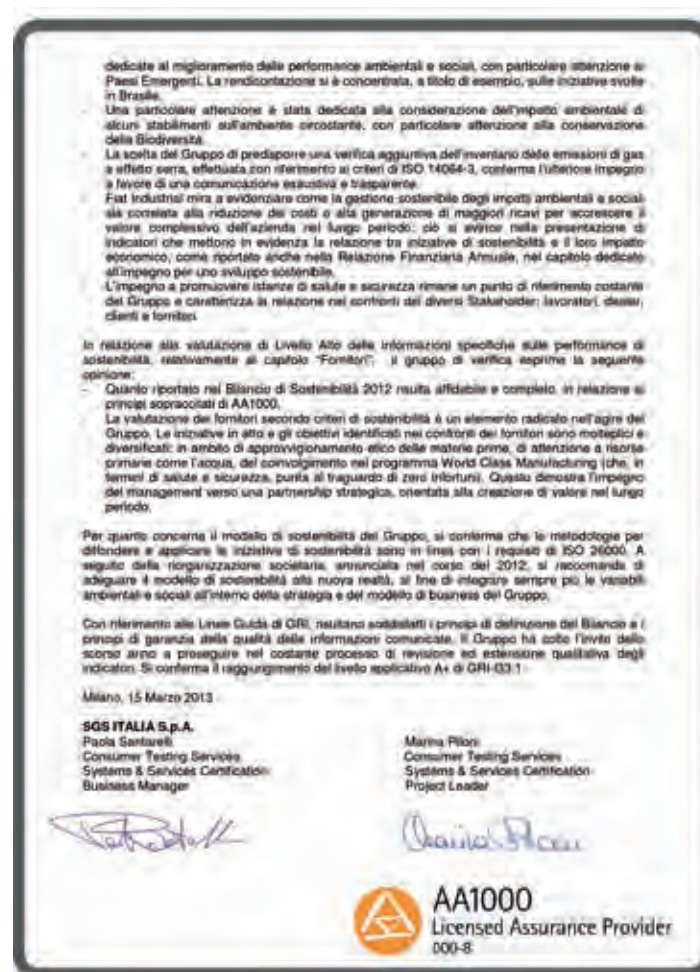 dedicate al miglioramento delle performance ambientali e sociali, con particolare attenzione ai
Paesi Emergenti. La rendicontazione si è concentrata, a titolo di esempio, sulle iniziative svolte
in Brasile.
- Una particolare attenzione è stata dedicata alla considerazione dell'impatto ambientale di
alcuni stabilimenti sull'ambiente circostante, con particolare attenzione alla conservazione
della Biodiversità.
- La scelta del Gruppo di predisporre una verifica aggiuntiva dell'inventario delle emissioni di gas
a effetto serra, effettuata con riferimento ai criteri di ISO 14064-3, conferma l'ulteriore impegno
a favore di una comunicazione esaustiva e trasparente.
- Fiat Industrial mira a evidenziare come la gestione sostenibile degli impatti ambientali e sociali
sia correlata alla riduzione dei costi o alla generazione di maggiori ricavi per accrescere il
valore complessivo dell'azienda nel lungo periodo: ciò si evince nella presentazione di
indicatori che mettono in evidenza la relazione tra iniziative di sostenibilità e il loro impatto
economico, come riportato anche nella Relazione Finanziaria Annuale, nel capitolo dedicato
all'impegno per uno sviluppo sostenibile.
- L'impegno a promuovere istanze di salute e sicurezza rimane un punto di riferimento costante
del Gruppo e caratterizza la relazione nei confronti dei diversi Stakeholder: lavoratori, dealer,
clienti e fornitori.
In relazione alla valutazione di Livello Alto delle informazioni specifiche sulle performance di
sostenibilità, relativamente al capitolo "Fornitori", il gruppo di verifica esprime la seguente
opinione:
- Quanto riportato nel Bilancio di Sostenibilità 2012 risulta affidabile e completo, in relazione ai
principi sopraccitati di AA1000.
- La valutazione dei fornitori secondo criteri di sostenibilità è un elemento radicato nell'agire del
Gruppo. Le iniziative in atto e gli obiettivi identificati nei confronti dei fornitori sono molteplici e
diversificati: in ambito di approvvigionamento etico delle materie prime, di attenzione a risorse
primarie come l'acqua, del coinvolgimento nel programma World Class Manufacturing (che, in
termini di salute e sicurezza, punta al traguardo di zero infortuni). Questo dimostra l'impegno
del management verso una partnership strategica, orientata alla creazione di valore nel lungo
periodo.
Per quanto concerne il modello di sostenibilità del Gruppo, si conferma che le metodologie per
diffondere e applicare le iniziative di sostenibilità sono in linea con i requisiti di ISO 26000. A
seguito della riorganizzazione societaria, annunciata nel corso del 2012, si raccomanda di
adeguare il modello di sostenibilità alla nuova realtà, al fine di integrare sempre più le variabili
ambientali e sociali all'interno della strategia e del modello di business del Gruppo.
Con riferimento alle Linee Guida di GRI, risultano soddisfatti i principi di definizione del Bilancio e i
principi di garanzia della qualità delle informazioni comunicate. Il Gruppo ha colto l'invito dello
scorso anno a proseguire nel costante processo di revisione ed estensione qualitativa degli
indicatori. Si conferma il raggiungimento del livello applicativo A+ di GRI-G3.1
Milano, 15 Marzo 2013
SGS ITALIA S.p.A.
Paola Santarelli
Consumer Testing Services
Systems & Services Certification
Business Manager
Marina Piloni
Consumer Testing Services
Systems & Services Certification
Project Leader
AA1000
Licensed Assurance Provider
000-8